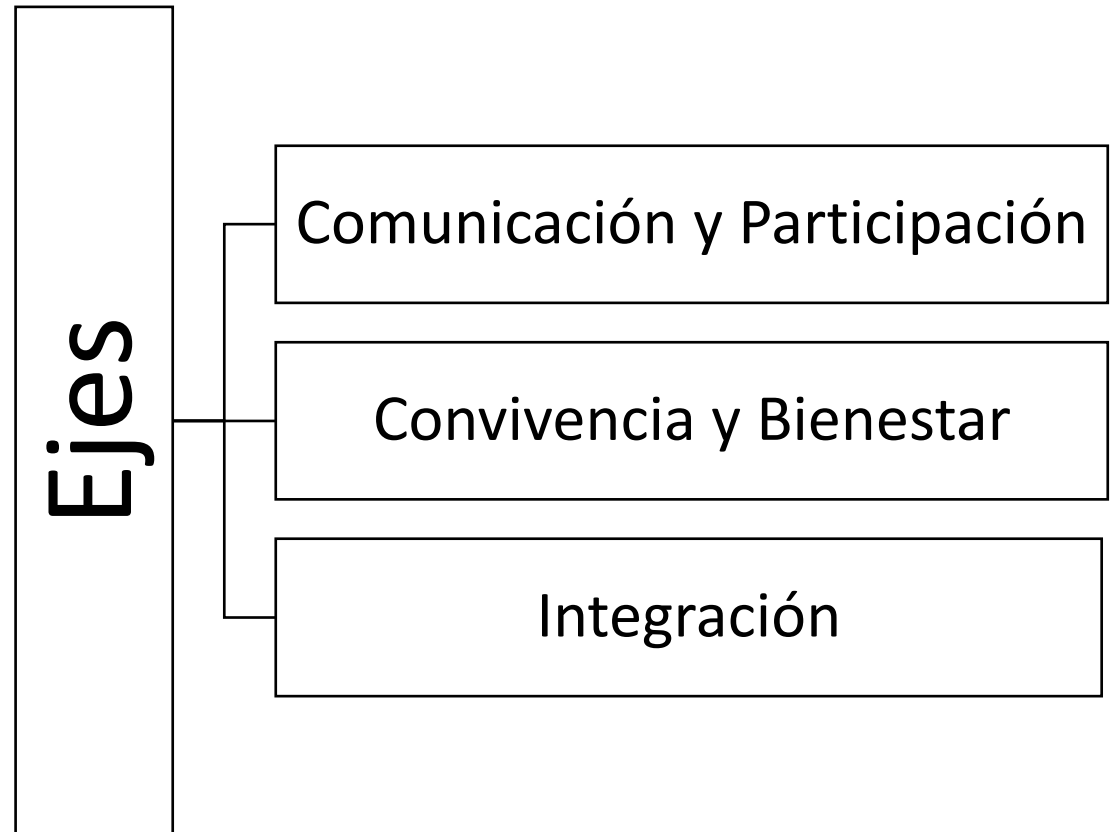 Ejes
Comunicación y Participación
Convivencia y Bienestar
Integración